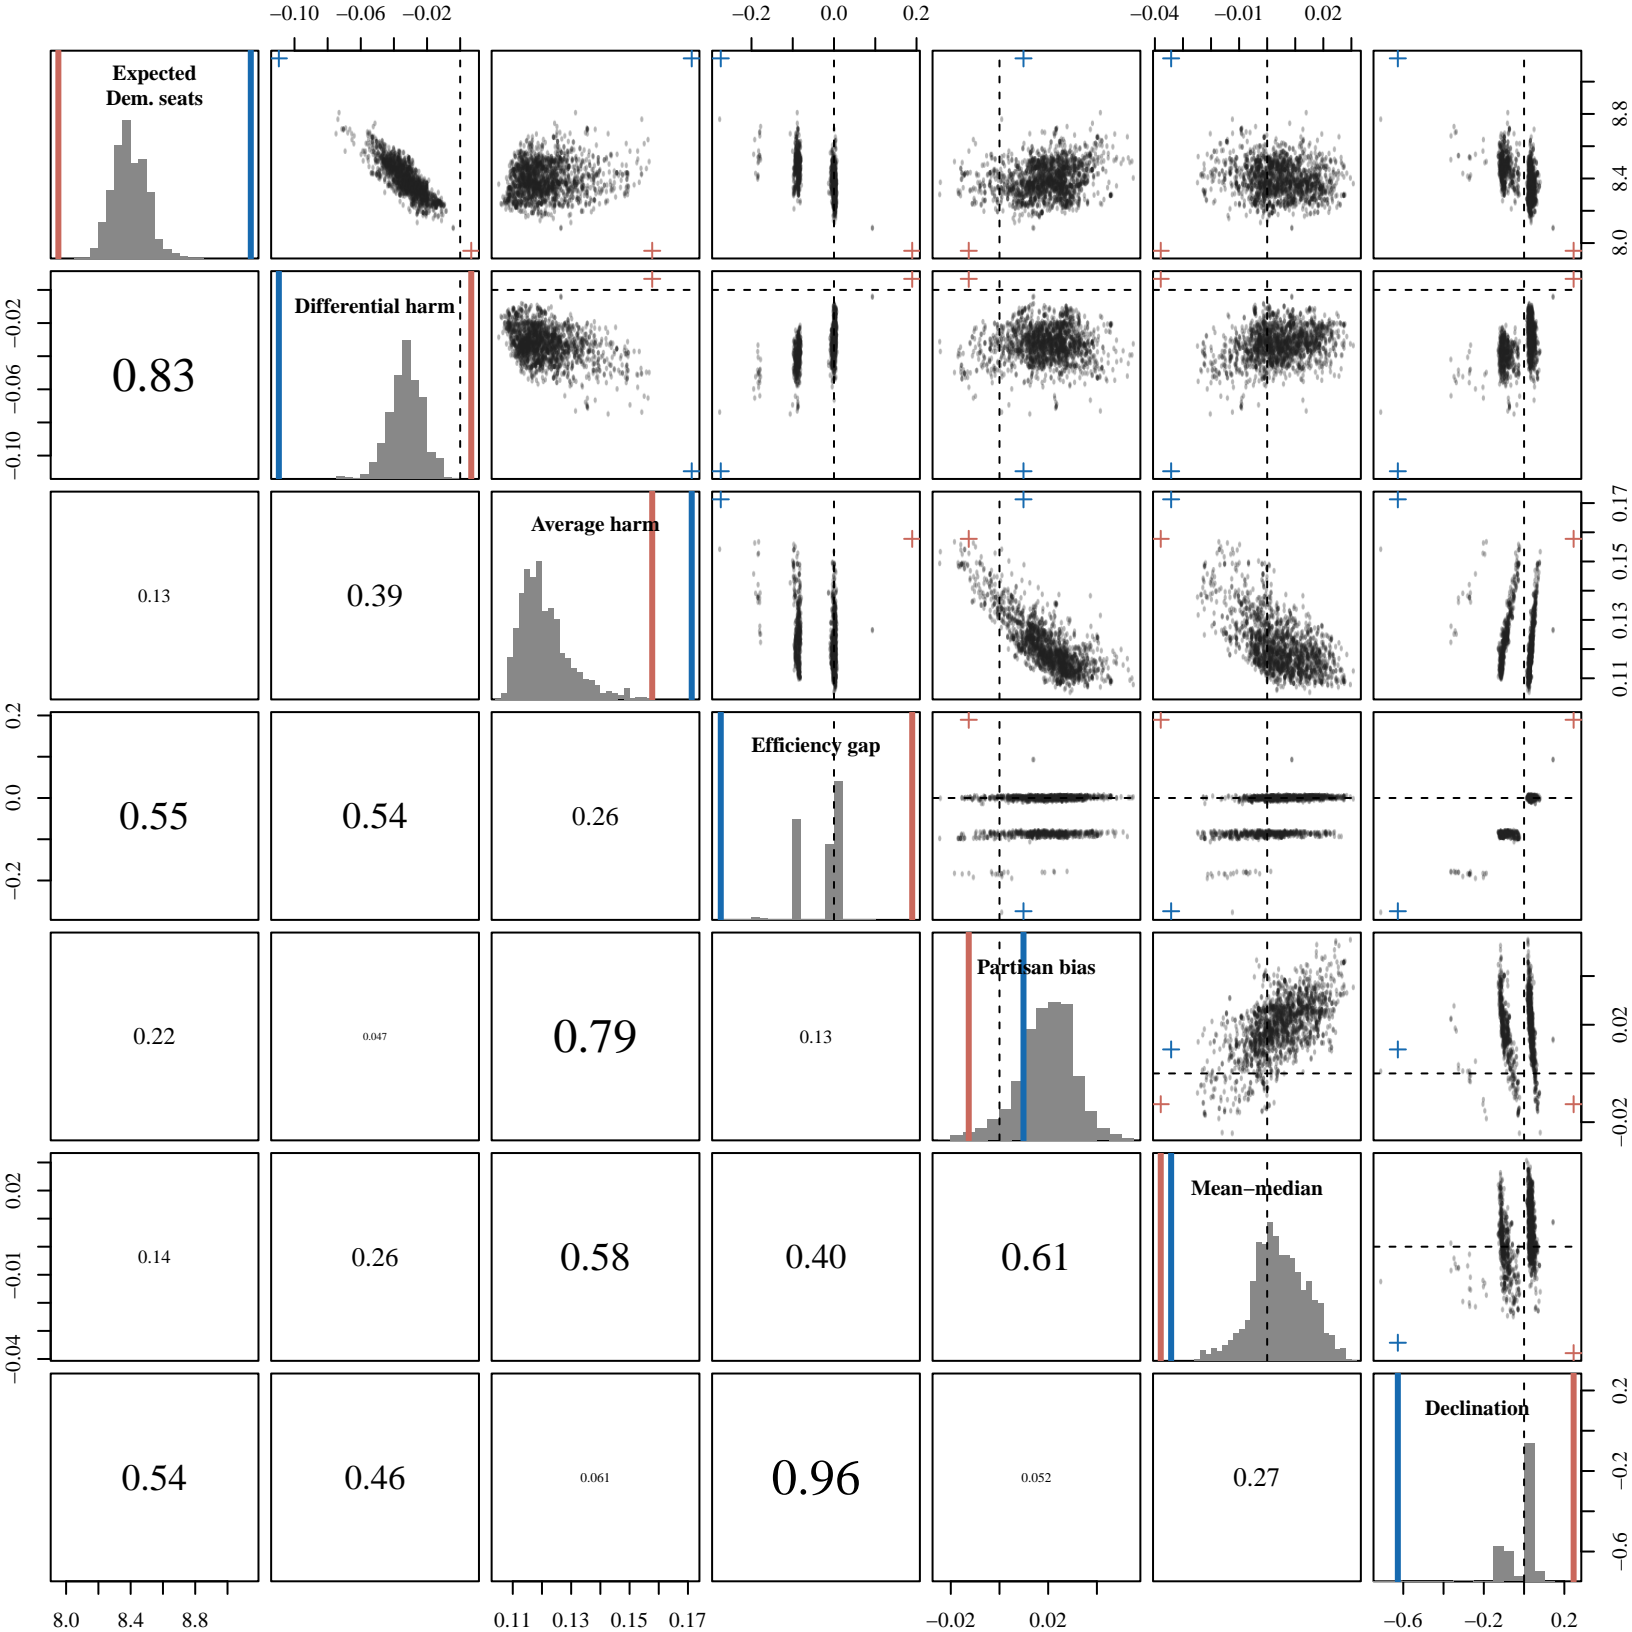 −0.10 −0.06 −0.02 −0.2 0.0 0.2 −0.04 −0.01 0.02
Expected
Dem. seats
8.0 8.4 8.8
−0.10 −0.06 −0.02
0.83
Differential harm
0.13
0.39
Average harm
0.11 0.13 0.15 0.17
−0.2 0.0 0.2
0.55
0.54
0.26
Efficiency gap
0.22
0.047
0.79
0.13
Partisan bias
−0.02 0.02
−0.04 −0.01 0.02
0.14
0.26
0.58
0.40
0.61
Mean−median
0.54
0.46
0.061
0.96
0.052
0.27
Declination
−0.6 −0.2 0.2
8.0 8.4 8.8 0.11 0.13 0.15 0.17 −0.02 0.02 −0.6 −0.2 0.2